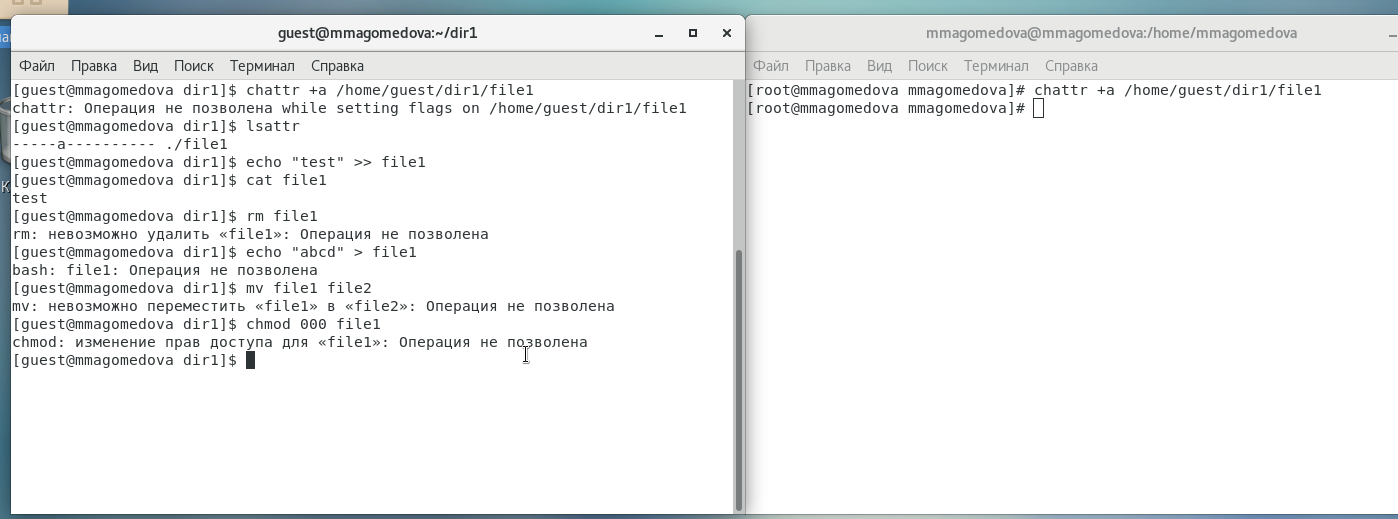 guest@mmagomedova:~/dir1
Файл Правка Вид Поиск Терминал Справка
[guest@mmagomedova dir1]$ chattr +a /home/guest/dir1/file1
chattr: Операция не позволена while setting flags on /home/guest/dir1/file1
[guest@mmagomedova dir1]$ lsattr
-----a---------- ./file1
[guest@mmagomedova dir1]$ echo "test" >> file1
[guest@mmagomedova dir1]$ cat file1
test
[guest@mmagomedova dir1]$ rm file1
rm: невозможно удалить «file1»: Операция не позволена
[guest@mmagomedova dir1]$ echo "abcd" > file1
bash: file1: Операция не позволена
[guest@mmagomedova dir1]$ mv file1 file2
mv: невозможно переместить «file1» в «file2»: Операция не позволена
[guest@mmagomedova dir1]$ chmod 000 file1
chmod: изменение прав доступа для «file1»: Операция не позволена
[guest@mmagomedova dir1]$
mmagomedova@mmagomedova:/home/mmagomedova
Файл Правка Вид Поиск Терминал Справка
[root@mmagomedova mmagomedova]# chattr +a /home/guest/dir1/file1
[root@mmagomedova mmagomedova]#